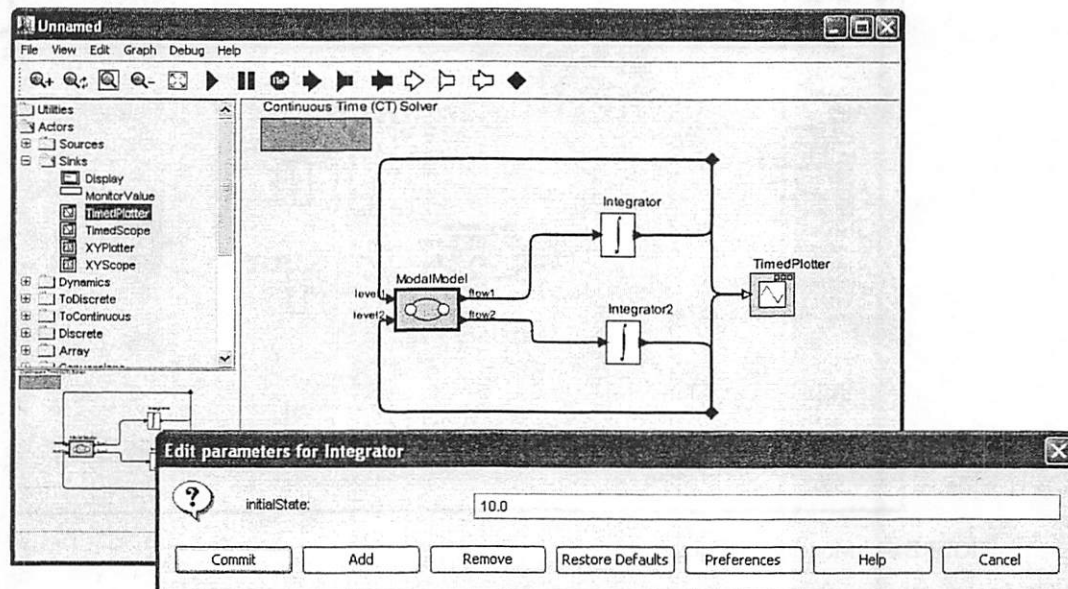 Unnamed
File View Edit Graph Debug Help
Utilities
Actors
Sources
Sinks
Display
MonitorValue
TimedPlotter
TimedScope
XYPlotter
XYScope
Dynamics
ToDiscrete
ToContinuous
Discrete
Array
Continuous Time (CT) Solver
Integrator
TimedPlotter
ModalModel
level1
flow1
level2
flow2
Integrator2
Edit parameters for Integrator
initialState:
10.0
Commit
Add
Remove
Restore Defaults
Preferences
Help
Cancel